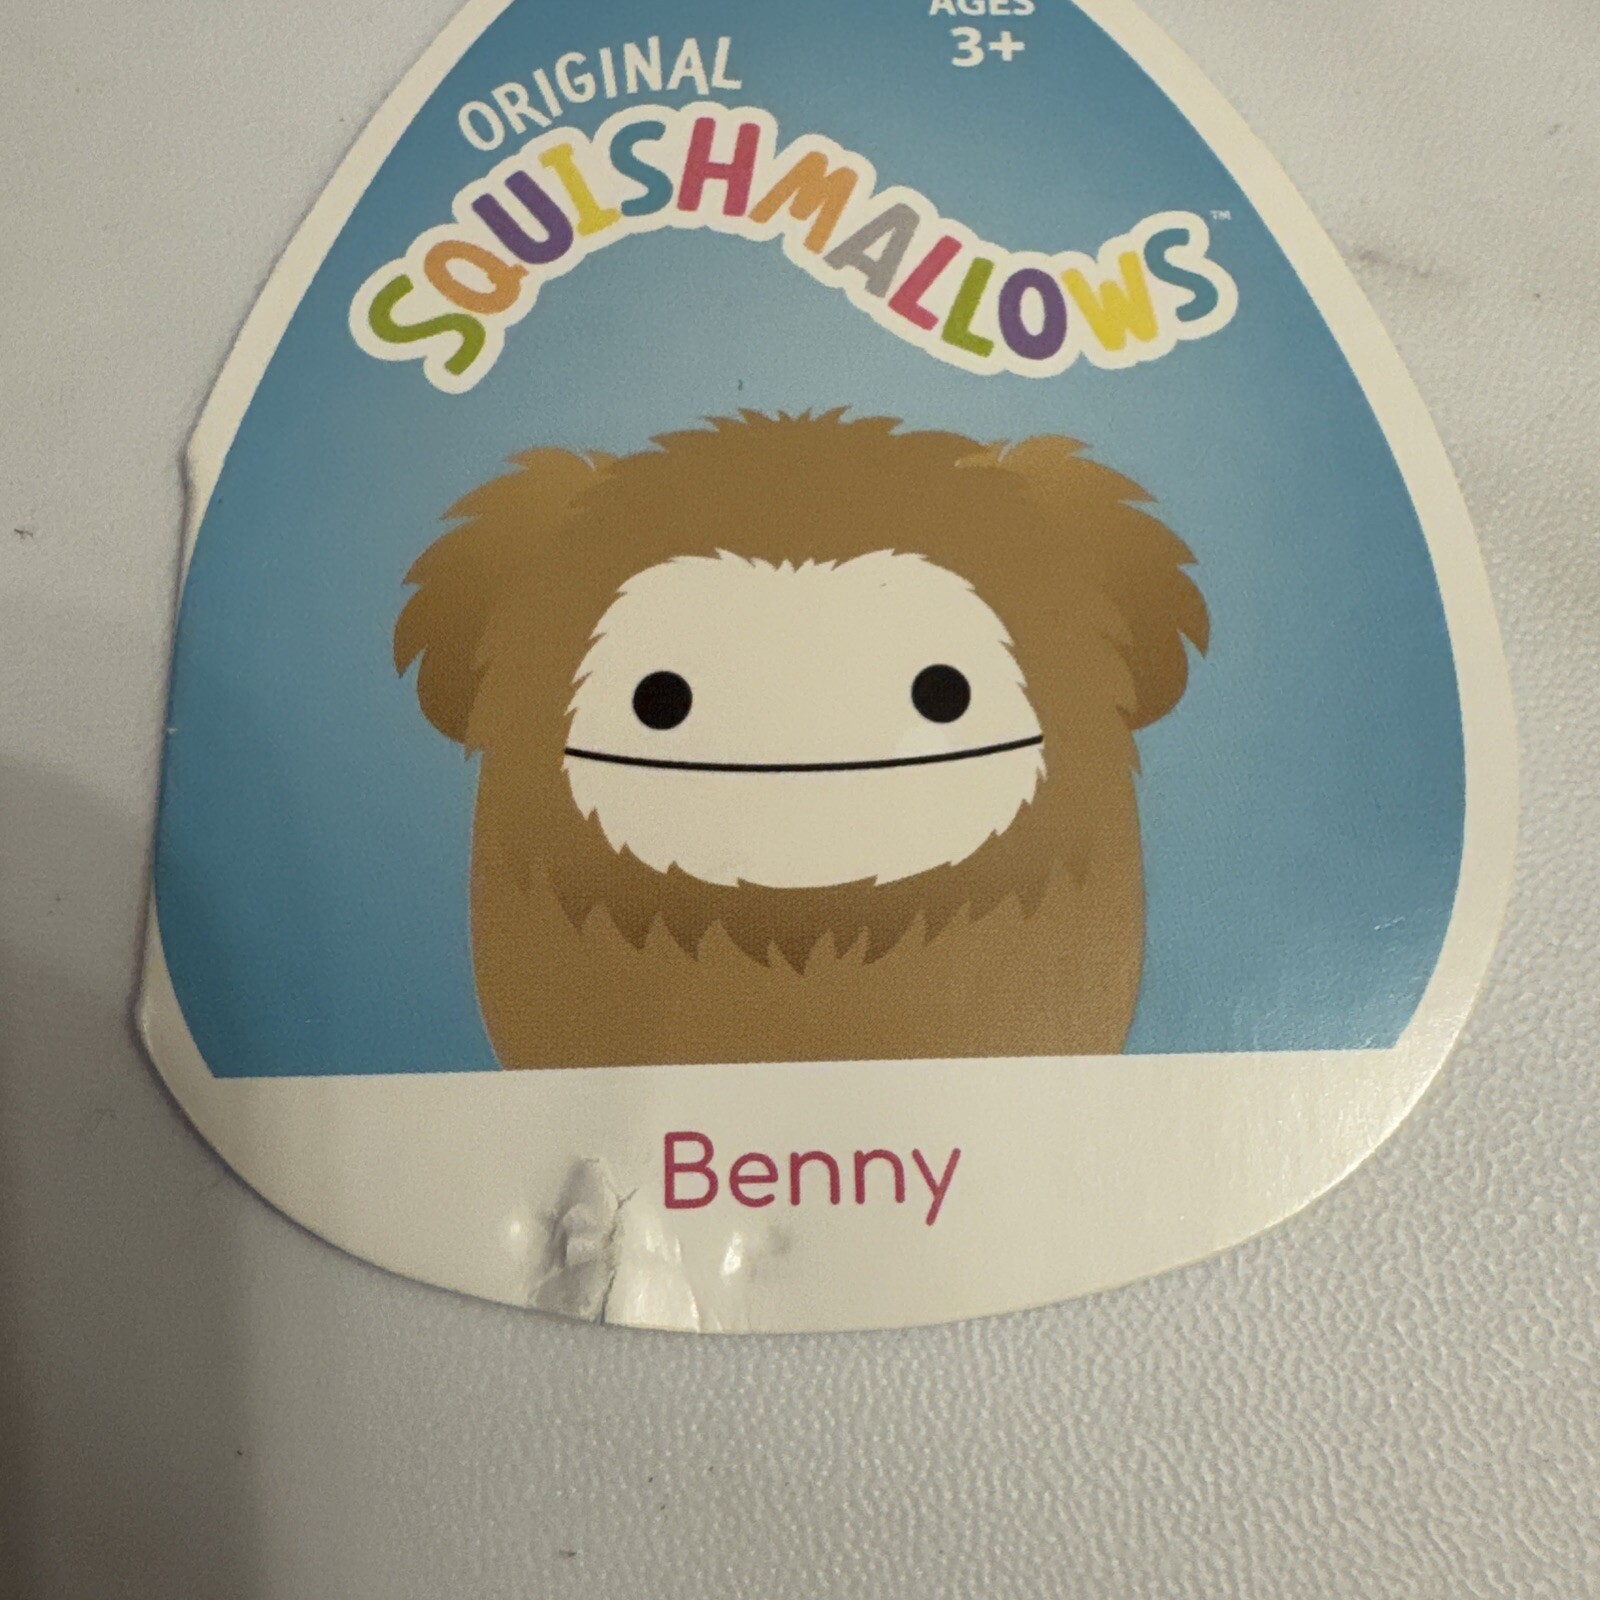 AGES
3+
ORIGINAL
SQUISHMALLOWS™
Benny